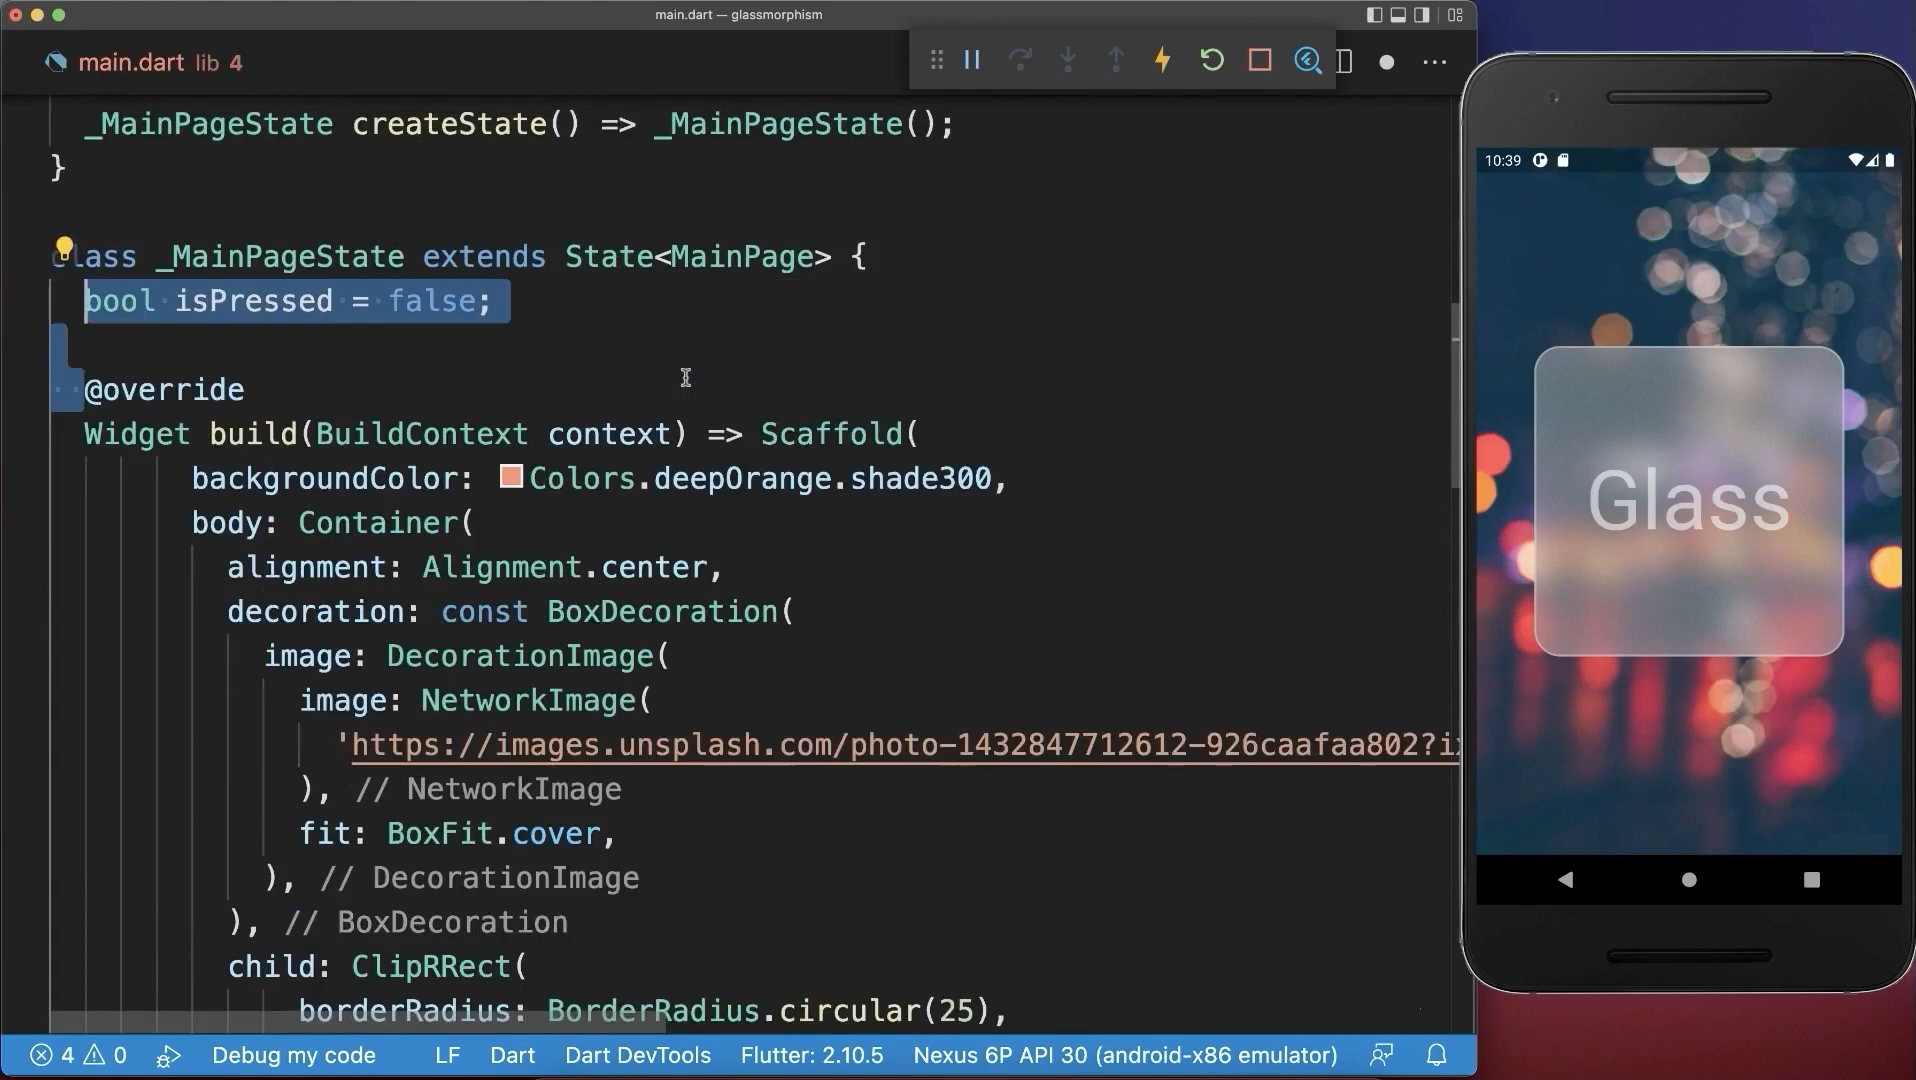 main.dart — glassmorphism
main.dart lib 4
_MainPageState createState() => _MainPageState();
}
class _MainPageState extends State<MainPage> {
bool isPressed = false;
@override
Widget build(BuildContext context) => Scaffold(
backgroundColor: Colors.deepOrange.shade300,
body: Container(
alignment: Alignment.center,
decoration: const BoxDecoration(
image: DecorationImage(
image: NetworkImage(
'https://images.unsplash.com/photo-1432847712612-926caafaa802?ix
), // NetworkImage
fit: BoxFit.cover,
), // DecorationImage
), // BoxDecoration
child: ClipRRect(
borderRadius: BorderRadius.circular(25),
4 0 Debug my code LF Dart Dart DevTools Flutter: 2.10.5 Nexus 6P API 30 (android-x86 emulator)
10:39
Glass